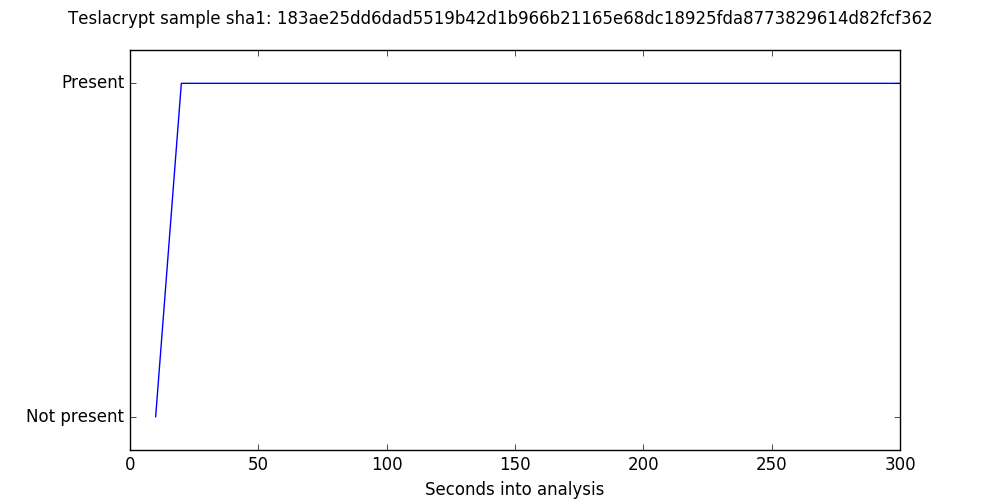 Teslacrypt sample sha1: 183ae25dd6dad5519b42d1b966b21165e68dc18925fda8773829614d82fcf362
Present
Not present
0 50 100 150 200 250 300
Seconds into analysis